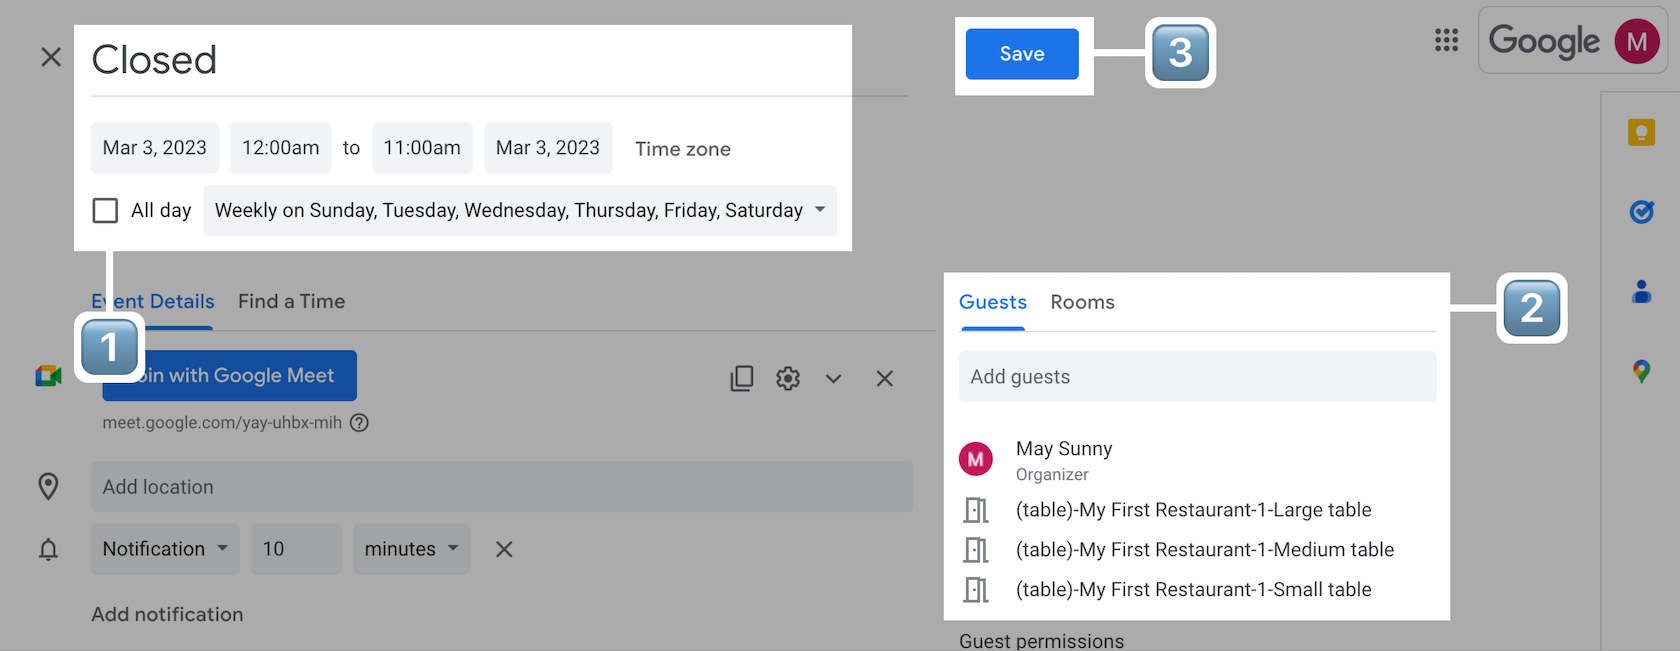 Closed
Save
3
Google
M
Mar 3, 2023 12:00am to 11:00am Mar 3, 2023 Time zone
All day Weekly on Sunday, Tuesday, Wednesday, Thursday, Friday, Saturday
Event Details Find a Time
1
Join with Google Meet
meet.google.com/yay-uhbx-mih
Add location
Notification 10 minutes
Add notification
Guests Rooms
2
Add guests
M
May Sunny
Organizer
(table)-My First Restaurant-1-Large table
(table)-My First Restaurant-1-Medium table
(table)-My First Restaurant-1-Small table
Guest permissions